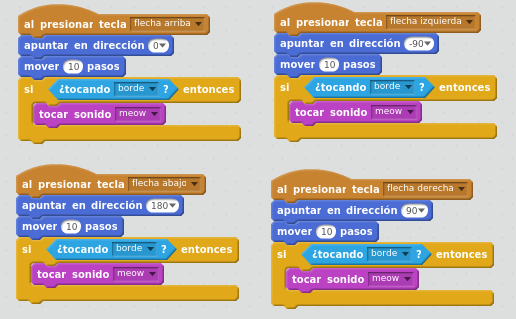 al presionar tecla flecha arriba
apuntar en dirección 0
mover 10 pasos
si ¿tocando borde ? entonces
tocar sonido meow
al presionar tecla flecha izquierda
apuntar en dirección -90
mover 10 pasos
si ¿tocando borde ? entonces
tocar sonido meow
al presionar tecla flecha abajo
apuntar en dirección 180
mover 10 pasos
si ¿tocando borde ? entonces
tocar sonido meow
al presionar tecla flecha derecha
apuntar en dirección 90
mover 10 pasos
si ¿tocando borde ? entonces
tocar sonido meow